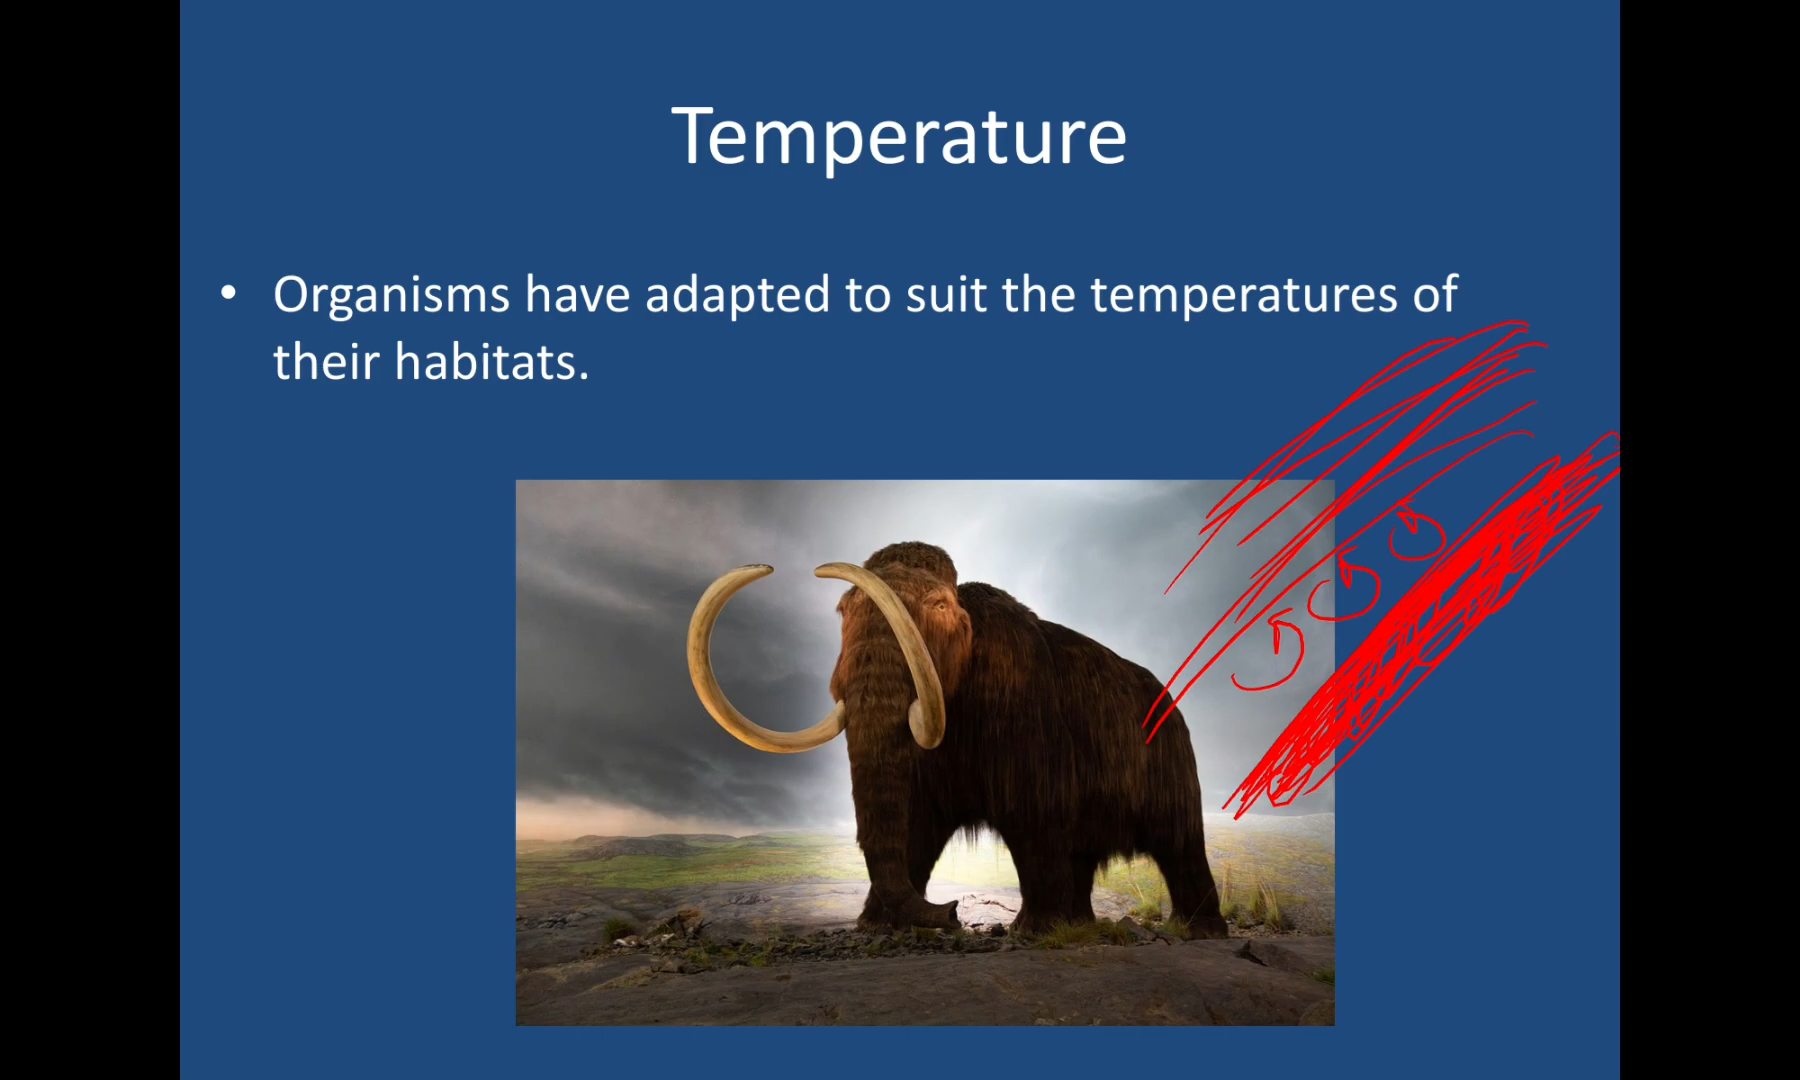 Temperature
• Organisms have adapted to suit the temperatures of
their habitats.